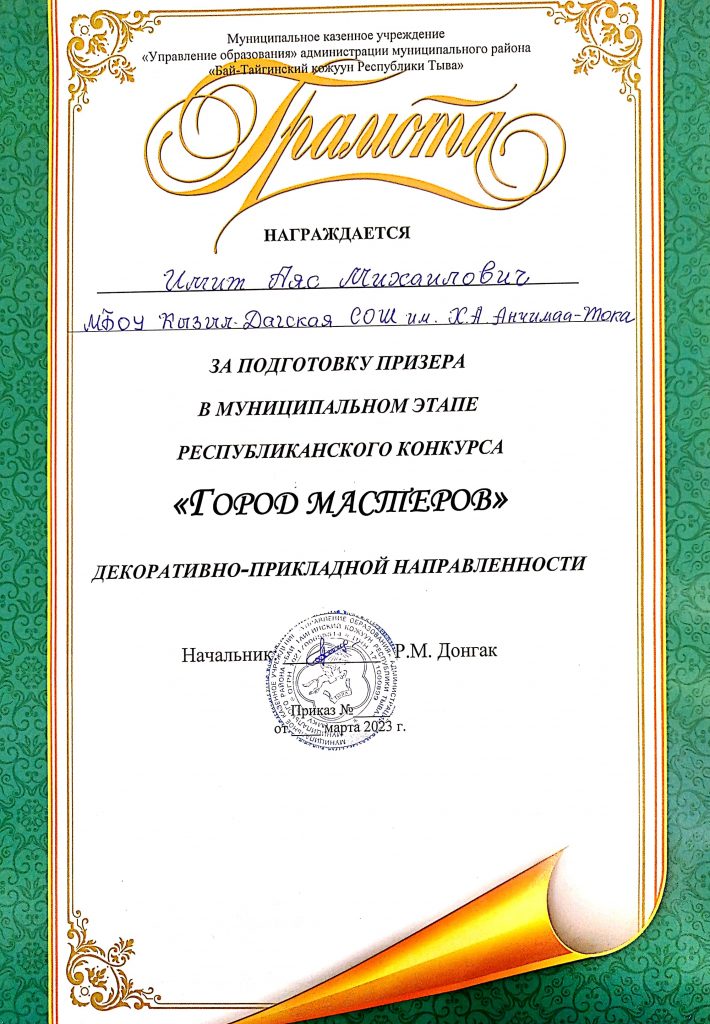 Муниципальное казенное учреждение
«Управление образования» администрации муниципального района
«Бай-Тайгинский кожуун Республики Тыва»
Грамота
НАГРАЖДАЕТСЯ
Имит Аяс Михаилович
МБОУ Кызыл-Дагская СОШ им. Х.А. Анчимаа-Тока
ЗА ПОДГОТОВКУ ПРИЗЕРА
В МУНИЦИПАЛЬНОМ ЭТАПЕ
РЕСПУБЛИКАНСКОГО КОНКУРСА
«ГОРОД МАСТЕРОВ»
ДЕКОРАТИВНО-ПРИКЛАДНОЙ НАПРАВЛЕННОСТИ
Начальник: Р.М. Донгак
Приказ №
от марта 2023 г.